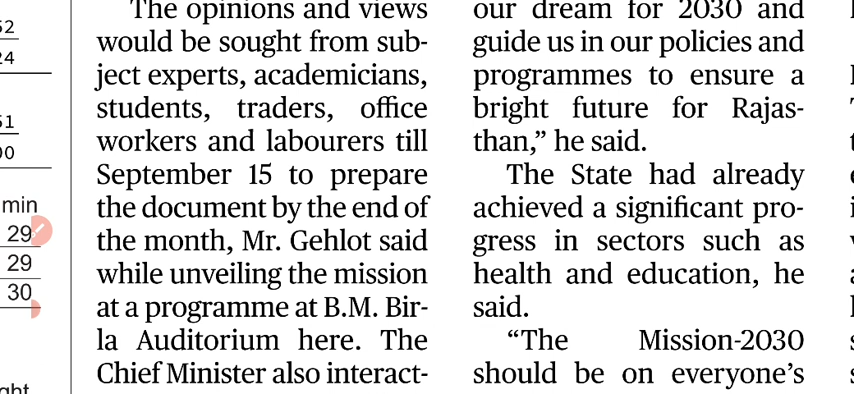 52
24
51
00
min
29
29
30
ght
The opinions and views
would be sought from sub-
ject experts, academicians,
students, traders, office
workers and labourers till
September 15 to prepare
the document by the end of
the month, Mr. Gehlot said
while unveiling the mission
at a programme at B.M. Bir-
la Auditorium here. The
Chief Minister also interact-
our dream for 2030 and
guide us in our policies and
programmes to ensure a
bright future for Rajas-
than,” he said.
The State had already
achieved a significant pro-
gress in sectors such as
health and education, he
said.
“The Mission-2030
should be on everyone’s